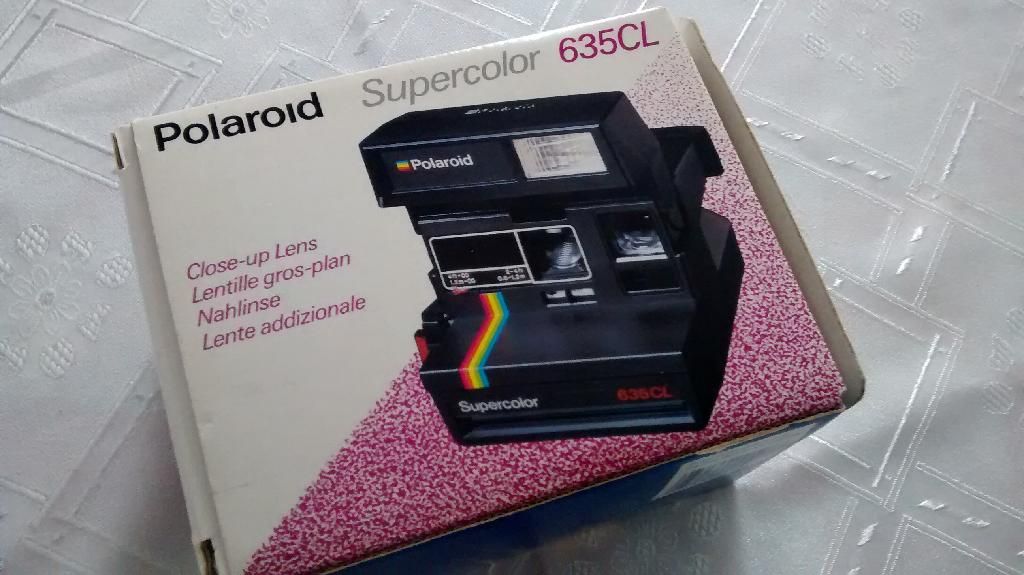 Polaroid Supercolor 635CL
Close-up Lens
Lentille gros-plan
Nahlinse
Lente addizionale
Polaroid
Supercolor 635CL